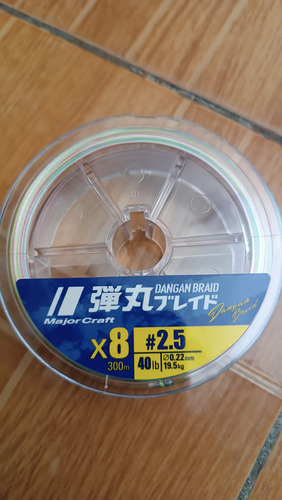 DANGAN BRAID
弾丸ブレイド
Major Craft
Dangan Braid
X8
300m
#2.5
40lb
Ø0.22mm
19.5kg